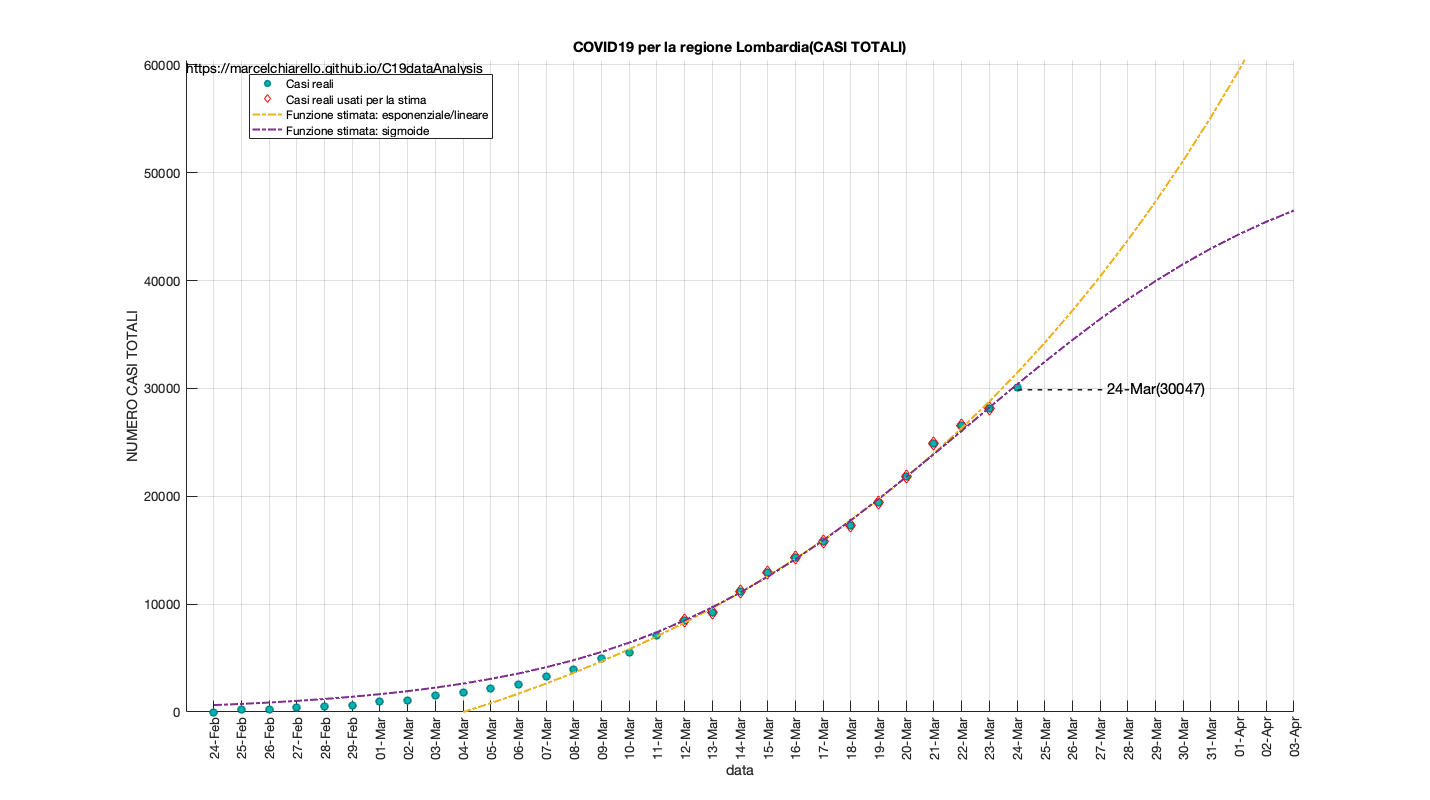 COVID19 per la regione Lombardia(CASI TOTALI)
https://marcelchiarello.github.io/C19dataAnalysis
Casi reali
Casi reali usati per la stima
Funzione stimata: esponenziale/lineare
Funzione stimata: sigmoide
NUMERO CASI TOTALI
60000
50000
40000
30000
20000
10000
0
24-Mar(30047)
24-Feb
25-Feb
26-Feb
27-Feb
28-Feb
29-Feb
01-Mar
02-Mar
03-Mar
04-Mar
05-Mar
06-Mar
07-Mar
08-Mar
09-Mar
10-Mar
11-Mar
12-Mar
13-Mar
14-Mar
15-Mar
16-Mar
17-Mar
18-Mar
19-Mar
20-Mar
21-Mar
22-Mar
23-Mar
24-Mar
25-Mar
26-Mar
27-Mar
28-Mar
29-Mar
30-Mar
31-Mar
01-Apr
02-Apr
03-Apr
data